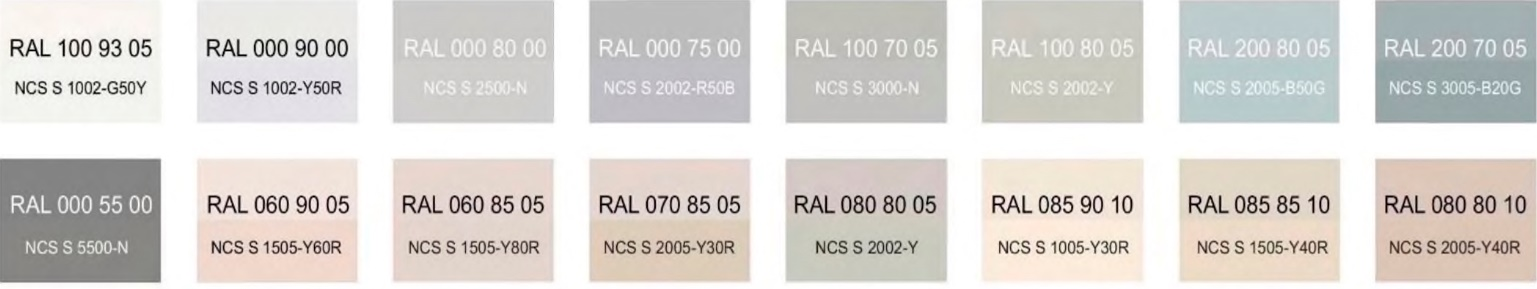 RAL 100 93 05
NCS S 1002-G50Y
RAL 000 90 00
NCS S 1002-Y50R
RAL 000 80 00
NCS S 2500-N
RAL 000 75 00
NCS S 2002-R50B
RAL 100 70 05
NCS S 3000-N
RAL 100 80 05
NCS S 2002-Y
RAL 200 80 05
NCS S 2005-B50G
RAL 200 70 05
NCS S 3005-B20G
RAL 000 55 00
NCS S 5500-N
RAL 060 90 05
NCS S 1505-Y60R
RAL 060 85 05
NCS S 1505-Y80R
RAL 070 85 05
NCS S 2005-Y30R
RAL 080 80 05
NCS S 2002-Y
RAL 085 90 10
NCS S 1005-Y30R
RAL 085 85 10
NCS S 1505-Y40R
RAL 080 80 10
NCS S 2005-Y40R